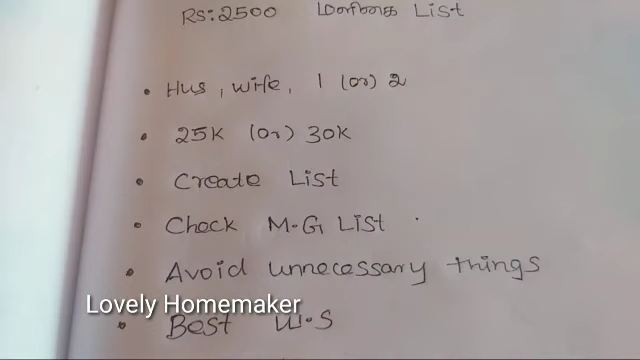 RS:2500 மளிகை List
• Hus, wife, 1 (or) 2
• 25K (or) 30K
• Create List
• Check M.G List
• Avoid unnecessary things
Lovely Homemaker
• Best W.S